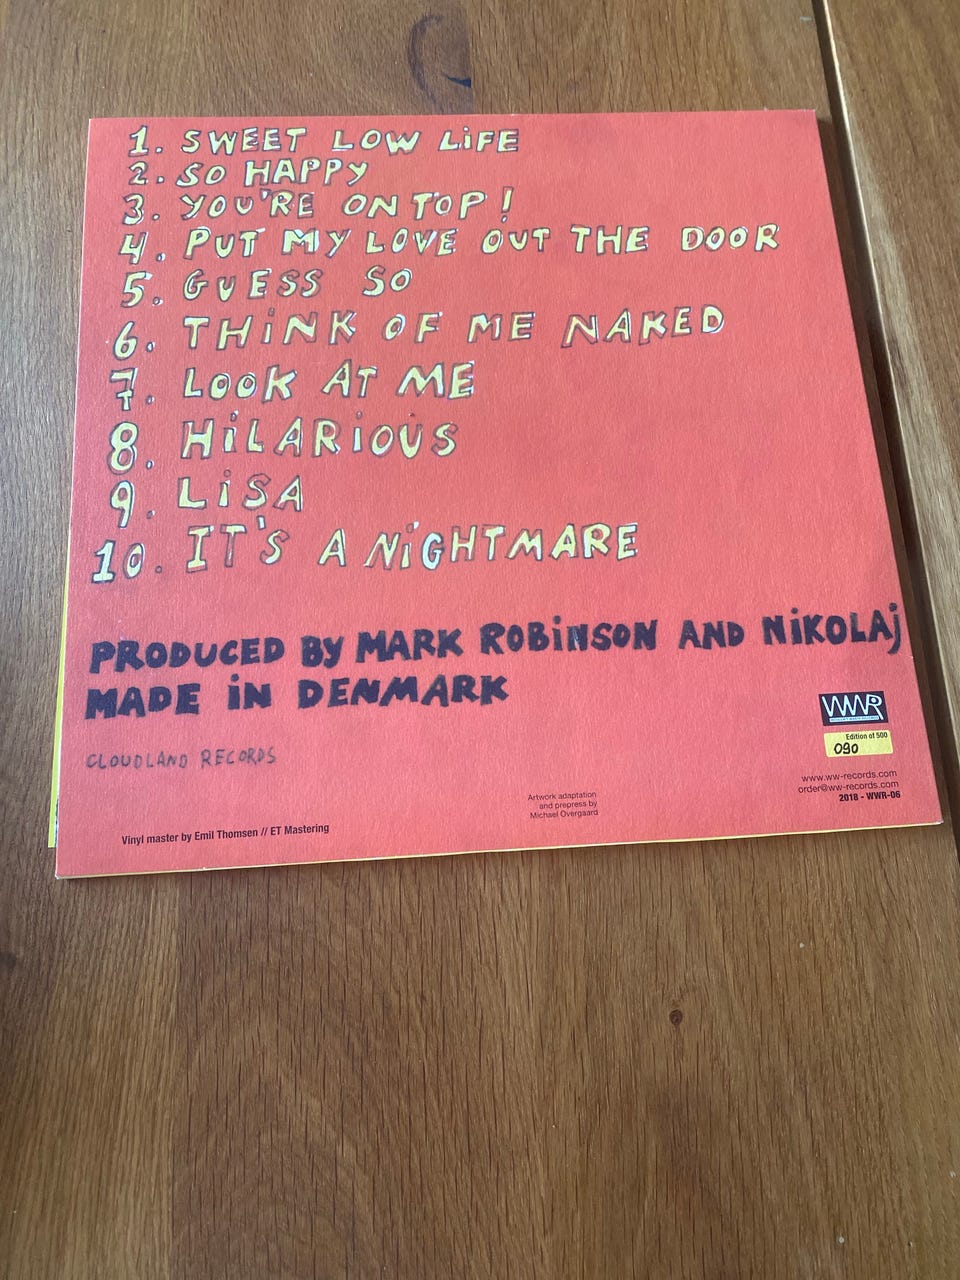 1. SWEET LOW LiFE
2. SO HAPPY
3. YOU'RE ON TOP!
4. PUT MY LOVE OUT THE DOOR
5. GUESS SO
6. THiNK OF ME NAKED
7. LOOK AT ME
8. HiLARiOUS
9. LiSA
10. IT'S A NiGHTMARE
PRODUCED BY MARK ROBiNSON AND NiKOLAj
MADE iN DENMARK
CLOUDLAND RECORDS
WWR
Edition of 500
090
www.ww-records.com
order@ww-records.com
2018 - WWR-06
Artwork adaptation
and prepress by
Michael Overgaard
Vinyl master by Emil Thomsen // ET Mastering